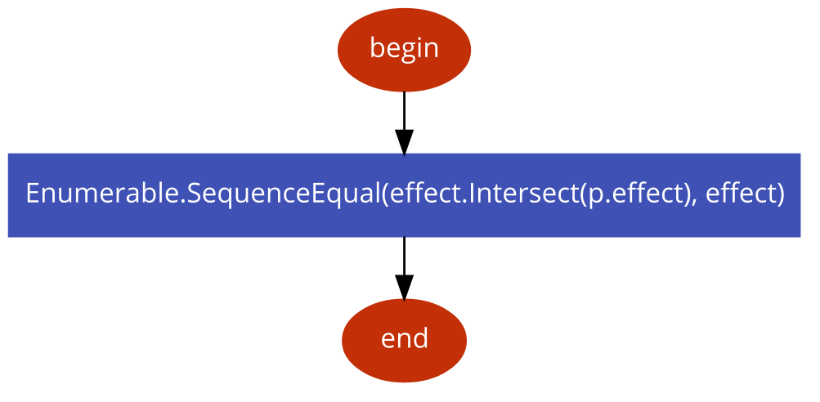 begin
Enumerable.SequenceEqual(effect.Intersect(p.effect), effect)
end